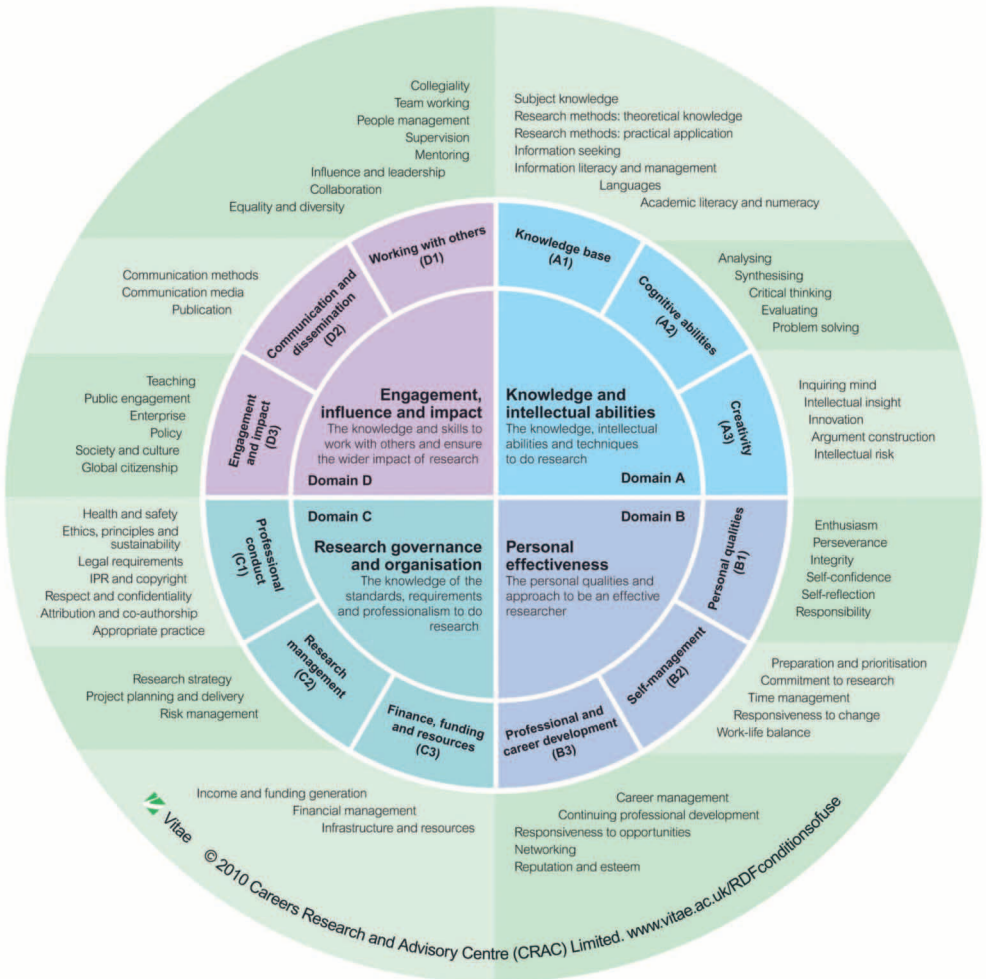 Knowledge and
intellectual abilities
The knowledge, intellectual
abilities and techniques
to do research
Domain A
Knowledge base
(A1)
Subject knowledge
Research methods: theoretical knowledge
Research methods: practical application
Information seeking
Information literacy and management
Languages
Academic literacy and numeracy
Cognitive abilities
(A2)
Analysing
Synthesising
Critical thinking
Evaluating
Problem solving
Creativity
(A3)
Inquiring mind
Intellectual insight
Innovation
Argument construction
Intellectual risk
Domain B
Personal
effectiveness
The personal qualities and
approach to be an effective
researcher
Personal qualities
(B1)
Enthusiasm
Perseverance
Integrity
Self-confidence
Self-reflection
Responsibility
Self-management
(B2)
Preparation and prioritisation
Commitment to research
Time management
Responsiveness to change
Work-life balance
Professional and
career development
(B3)
Career management
Continuing professional development
Responsiveness to opportunities
Networking
Reputation and esteem
Domain C
Research governance
and organisation
The knowledge of the
standards, requirements
and professionalism to do
research
Professional
conduct
(C1)
Health and safety
Ethics, principles and
sustainability
Legal requirements
IPR and copyright
Respect and confidentiality
Attribution and co-authorship
Appropriate practice
Research
management
(C2)
Research strategy
Project planning and delivery
Risk management
Finance, funding
and resources
(C3)
Income and funding generation
Financial management
Infrastructure and resources
Engagement,
influence and impact
The knowledge and skills to
work with others and ensure
the wider impact of research
Domain D
Working with others
(D1)
Collegiality
Team working
People management
Supervision
Mentoring
Influence and leadership
Collaboration
Equality and diversity
Communication and
dissemination
(D2)
Communication methods
Communication media
Publication
Engagement
and impact
(D3)
Teaching
Public engagement
Enterprise
Policy
Society and culture
Global citizenship
Vitae
© 2010 Careers Research and Advisory Centre (CRAC) Limited. www.vitae.ac.uk/RDFconditionsofuse